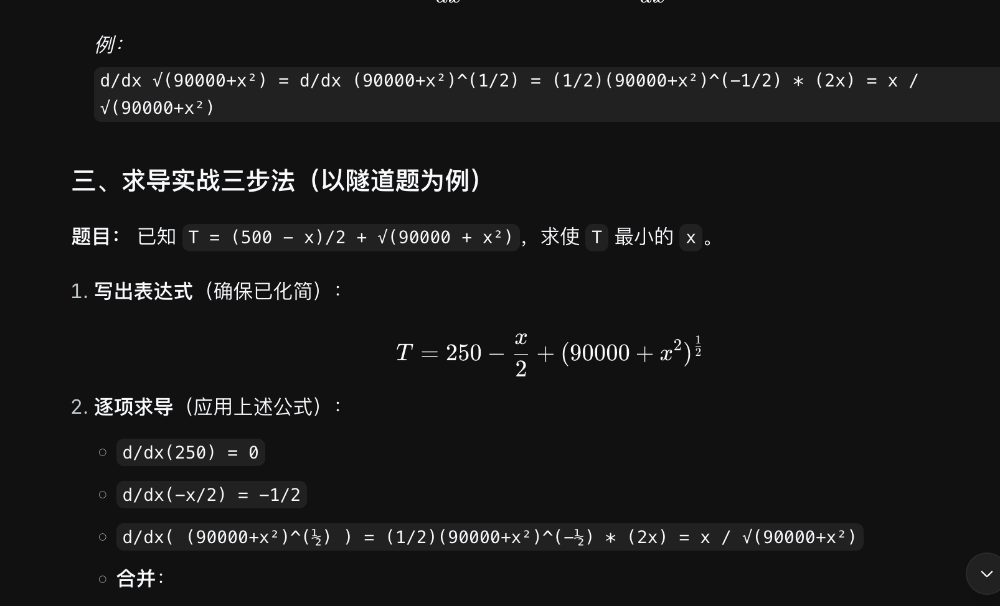 例：
d/dx √(90000+x²) = d/dx (90000+x²)^(1/2) = (1/2)(90000+x²)^(−1/2) * (2x) = x /
√(90000+x²)
三、求导实战三步法（以隧道题为例）
题目： 已知 T = (500 − x)/2 + √(90000 + x²)，求使 T 最小的 x。
1. 写出表达式（确保已化简）：
T = 250 − x/2 + (90000 + x²)^½
2. 逐项求导（应用上述公式）：
○ d/dx(250) = 0
○ d/dx(−x/2) = −1/2
○ d/dx( (90000+x²)^(½) ) = (1/2)(90000+x²)^(−½) * (2x) = x / √(90000+x²)
○ 合并：